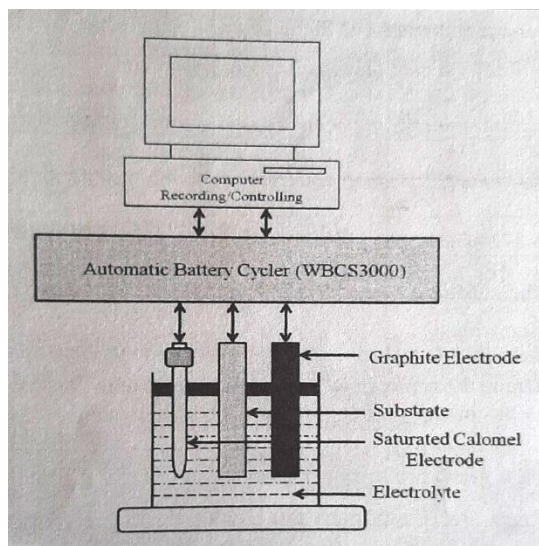 Computer
Recording/Controlling
Automatic Battery Cycler (WBCS3000)
Graphite Electrode
Substrate
Saturated Calomel
Electrode
Electrolyte